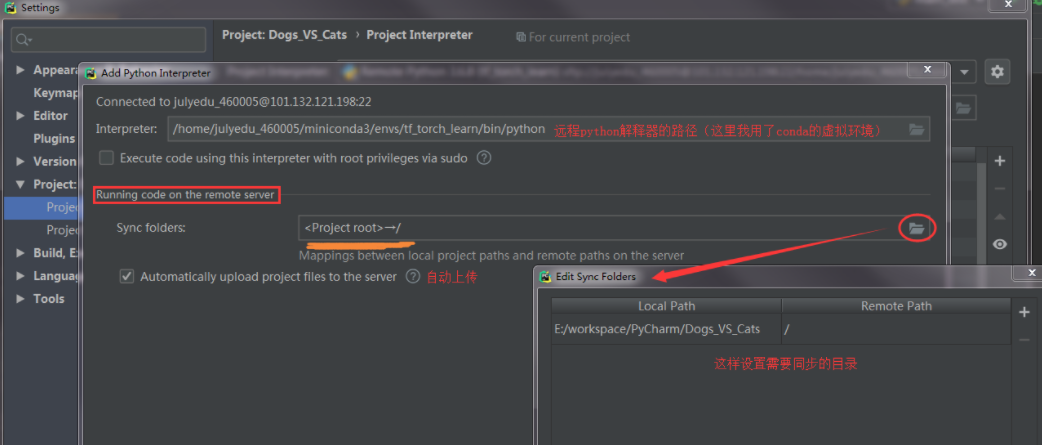 Settings
Project: Dogs_VS_Cats › Project Interpreter
For current project
Appeara
Keymap
Editor
Plugins
Version
Project:
Projec
Projec
Build, Ex
Languag
Tools
Add Python Interpreter
Connected to julyedu_460005@101.132.121.198:22
Interpreter: /home/julyedu_460005/miniconda3/envs/tf_torch_learn/bin/python 远程python解释器的路径（这里我用了conda的虚拟环境）
Execute code using this interpreter with root privileges via sudo
Running code on the remote server
Sync folders: <Project root>→/
Mappings between local project paths and remote paths on the server
Automatically upload project files to the server 自动上传
Edit Sync Folders
Local Path Remote Path
E:/workspace/PyCharm/Dogs_VS_Cats /
这样设置需要同步的目录